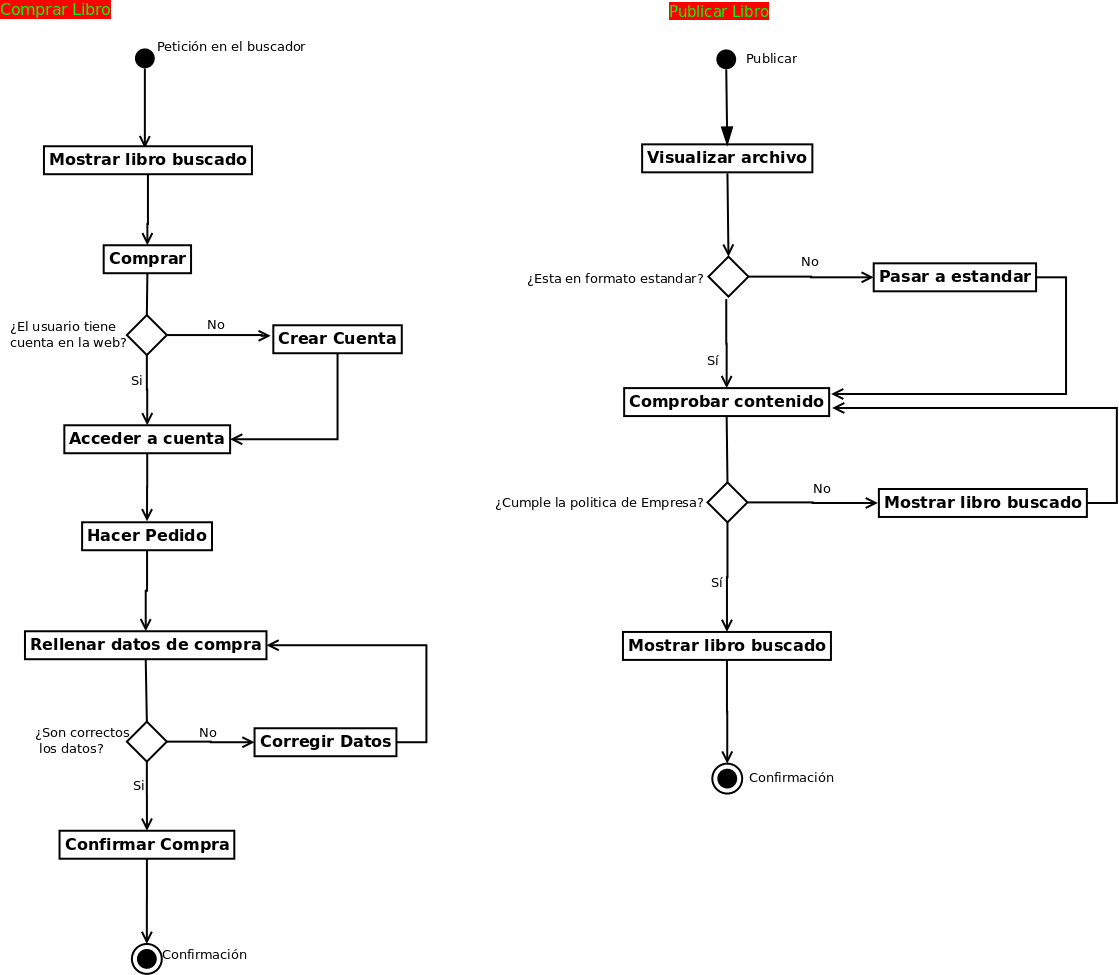 Comprar Libro
Petición en el buscador
Mostrar libro buscado
Comprar
¿El usuario tiene
cuenta en la web?
No
Crear Cuenta
Si
Acceder a cuenta
Hacer Pedido
Rellenar datos de compra
¿Son correctos
los datos?
No
Corregir Datos
Si
Confirmar Compra
Confirmación
Publicar Libro
Publicar
Visualizar archivo
¿Esta en formato estandar?
No
Pasar a estandar
Sí
Comprobar contenido
¿Cumple la politica de Empresa?
No
Mostrar libro buscado
Sí
Mostrar libro buscado
Confirmación